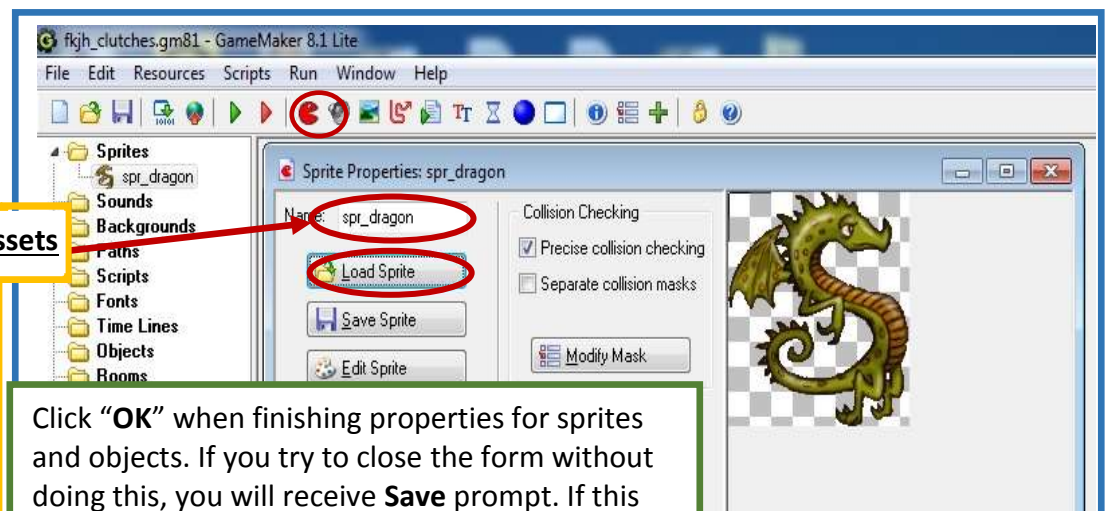 fkjh_clutches.gm81 - GameMaker 8.1 Lite
File Edit Resources Scripts Run Window Help
Sprites
spr_dragon
Sounds
Backgrounds
Paths
Scripts
Fonts
Time Lines
Objects
Rooms
ssets
Sprite Properties: spr_dragon
Name: spr_dragon
Load Sprite
Save Sprite
Edit Sprite
Collision Checking
Precise collision checking
Separate collision masks
Modify Mask
Click “OK” when finishing properties for sprites
and objects. If you try to close the form without
doing this, you will receive Save prompt. If this